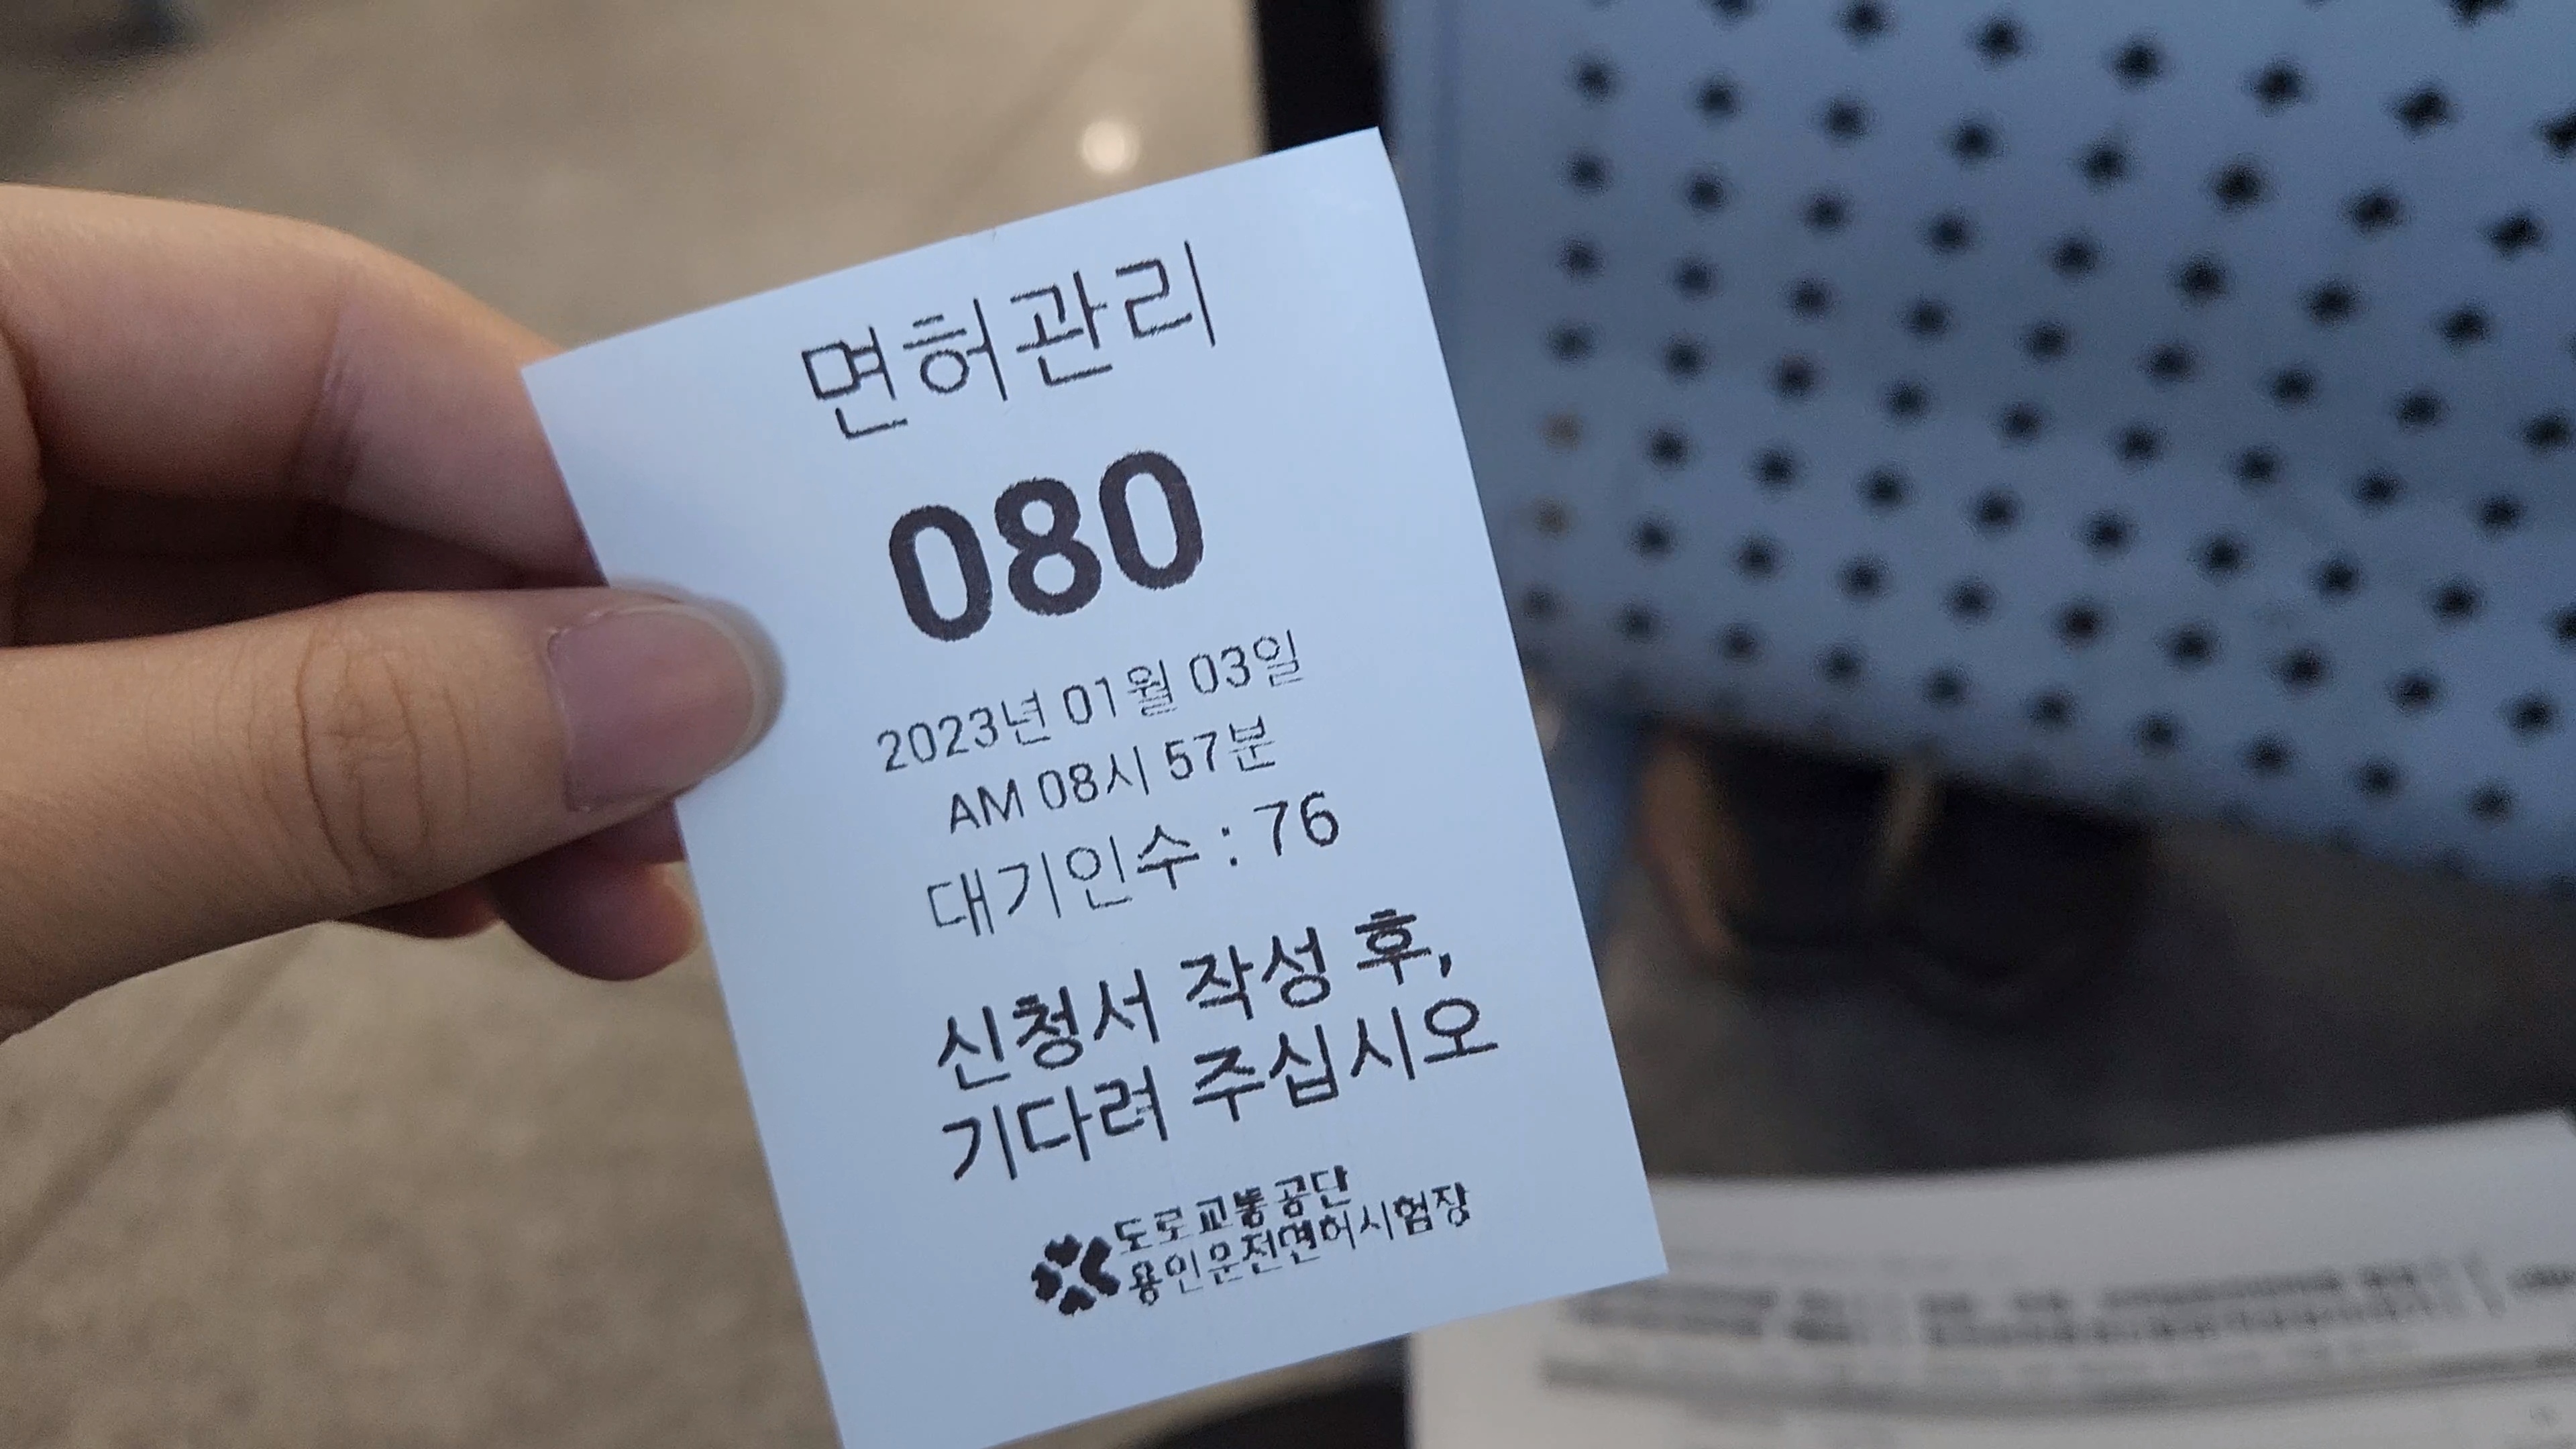 면허관리
080
2023년 01월 03일
AM 08시 57분
대기인수 : 76
신청서 작성 후,
기다려 주십시오
도로교통공단
용인운전면허시험장